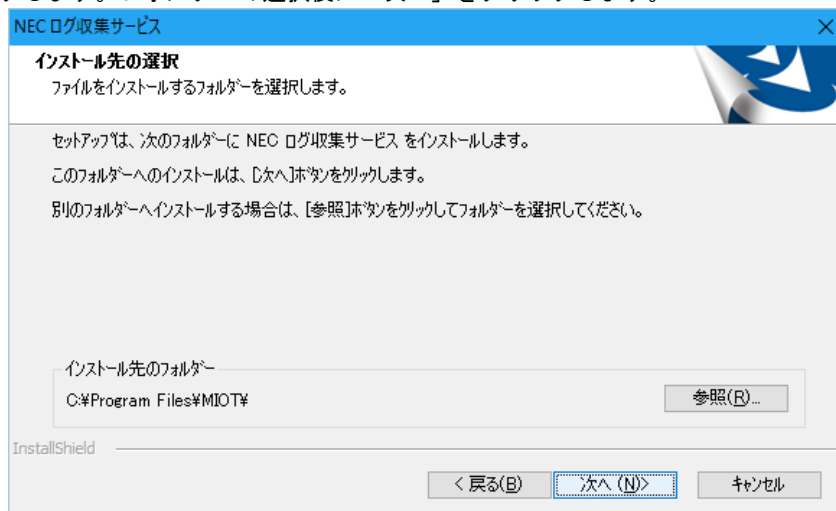 NEC ログ収集サービス
インストール先の選択
ファイルをインストールするフォルダーを選択します。
セットアップは、次のフォルダーに NEC ログ収集サービス をインストールします。
このフォルダーへのインストールは、[次へ]ボタンをクリックします。
別のフォルダーへインストールする場合は、[参照]ボタンをクリックしてフォルダーを選択してください。
インストール先のフォルダー
C:¥Program Files¥MIOT¥
参照(R)...
InstallShield
< 戻る(B) 次へ (N)> キャンセル